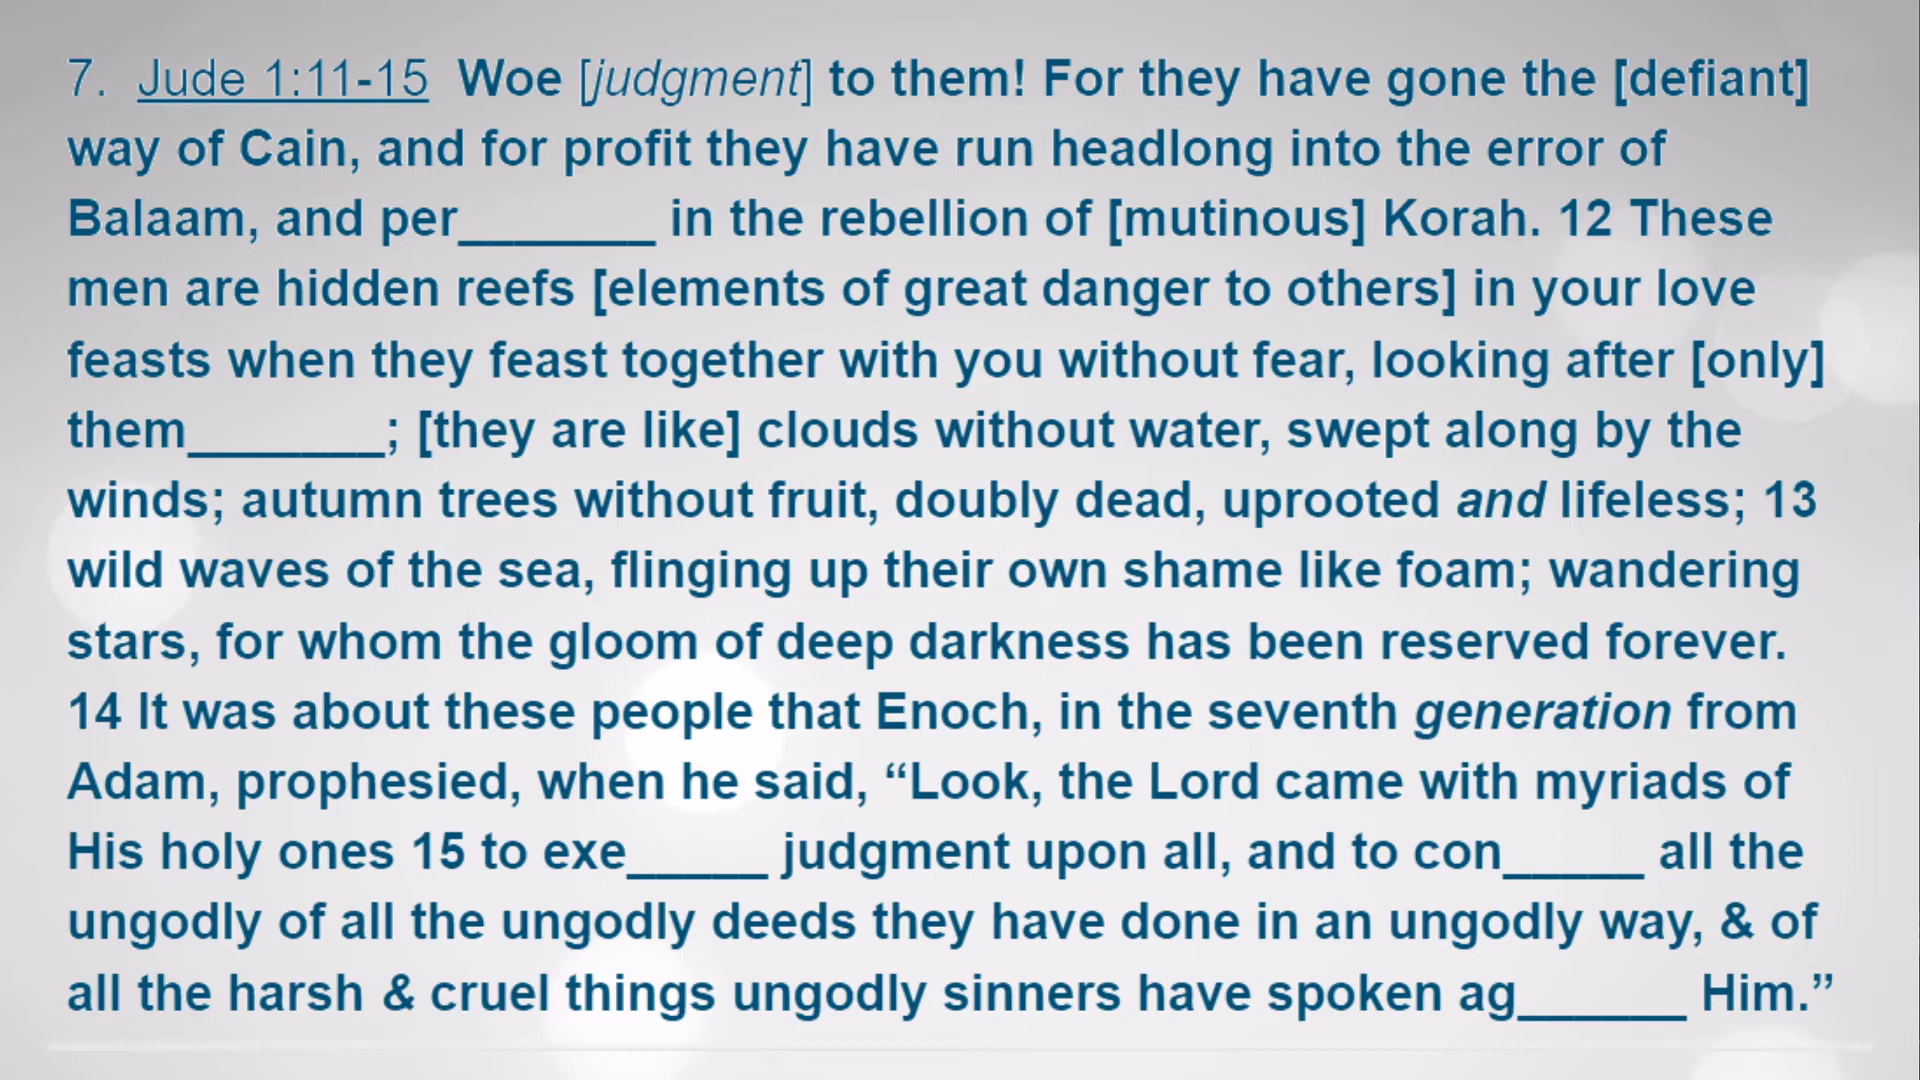 7. Jude 1:11-15 Woe [judgment] to them! For they have gone the [defiant]
way of Cain, and for profit they have run headlong into the error of
Balaam, and per_______ in the rebellion of [mutinous] Korah. 12 These
men are hidden reefs [elements of great danger to others] in your love
feasts when they feast together with you without fear, looking after [only]
them_______; [they are like] clouds without water, swept along by the
winds; autumn trees without fruit, doubly dead, uprooted and lifeless; 13
wild waves of the sea, flinging up their own shame like foam; wandering
stars, for whom the gloom of deep darkness has been reserved forever.
14 It was about these people that Enoch, in the seventh generation from
Adam, prophesied, when he said, “Look, the Lord came with myriads of
His holy ones 15 to exe_____ judgment upon all, and to con_____ all the
ungodly of all the ungodly deeds they have done in an ungodly way, & of
all the harsh & cruel things ungodly sinners have spoken ag______ Him.”